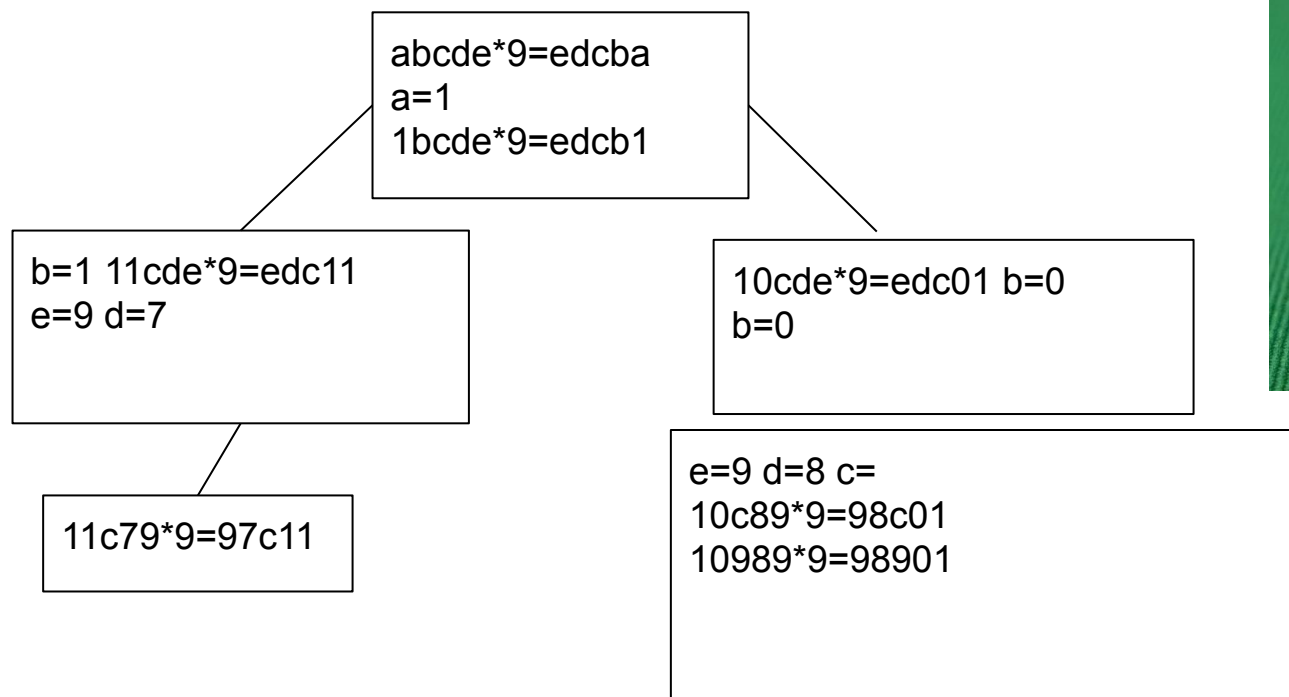 abcde*9=edcba
a=1
1bcde*9=edcb1
b=1 11cde*9=edc11
e=9 d=7
10cde*9=edc01 b=0
b=0
11c79*9=97c11
e=9 d=8 c=
10c89*9=98c01
10989*9=98901